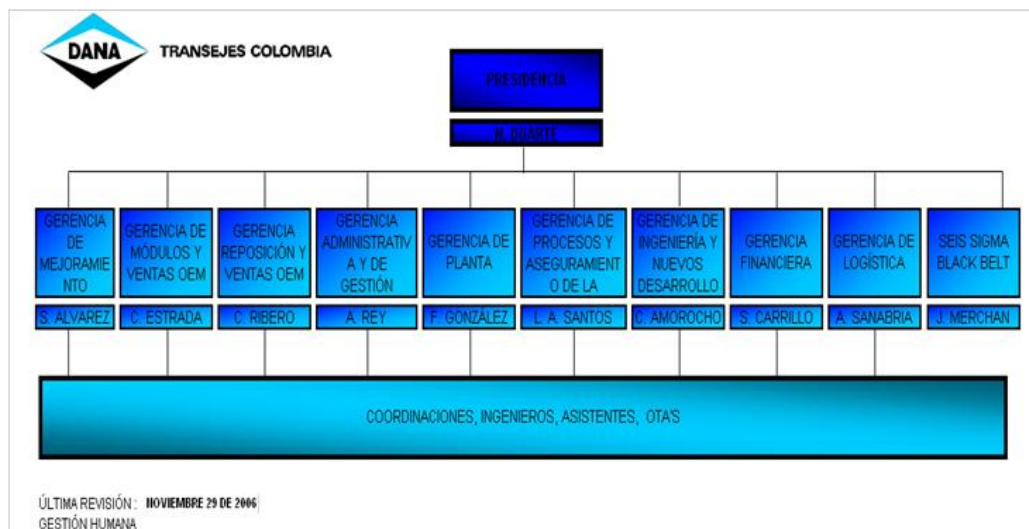 DANA
TRANSEJES COLOMBIA
PRESIDENCIA
N. DUARTE
GERENCIA
DE
MEJORAMIE
NTO
S. ALVAREZ
GERENCIA DE
MÓDULOS Y
VENTAS OEM
C. ESTRADA
GERENCIA
REPOSICIÓN Y
VENTAS OEM
C. RIBERO
GERENCIA
ADMINISTRATIV
A Y DE
GESTIÓN
A. REY
GERENCIA DE
PLANTA
F. GONZÁLEZ
GERENCIA DE
PROCESOS Y
ASEGURAMIENT
O DE LA
L. A. SANTOS
GERENCIA DE
INGENIERÍA Y
NUEVOS
DESARROLLO
C. AMOROCHO
GERENCIA
FINANCIERA
S. CARRILLO
GERENCIA DE
LOGÍSTICA
A. SANABRIA
SEIS SIGMA
BLACK BELT
J. MERCHAN
COORDINACIONES, INGENIEROS, ASISTENTES, OTA'S
ÚLTIMA REVISIÓN : NOVIEMBRE 29 DE 2006
GESTIÓN HUMANA